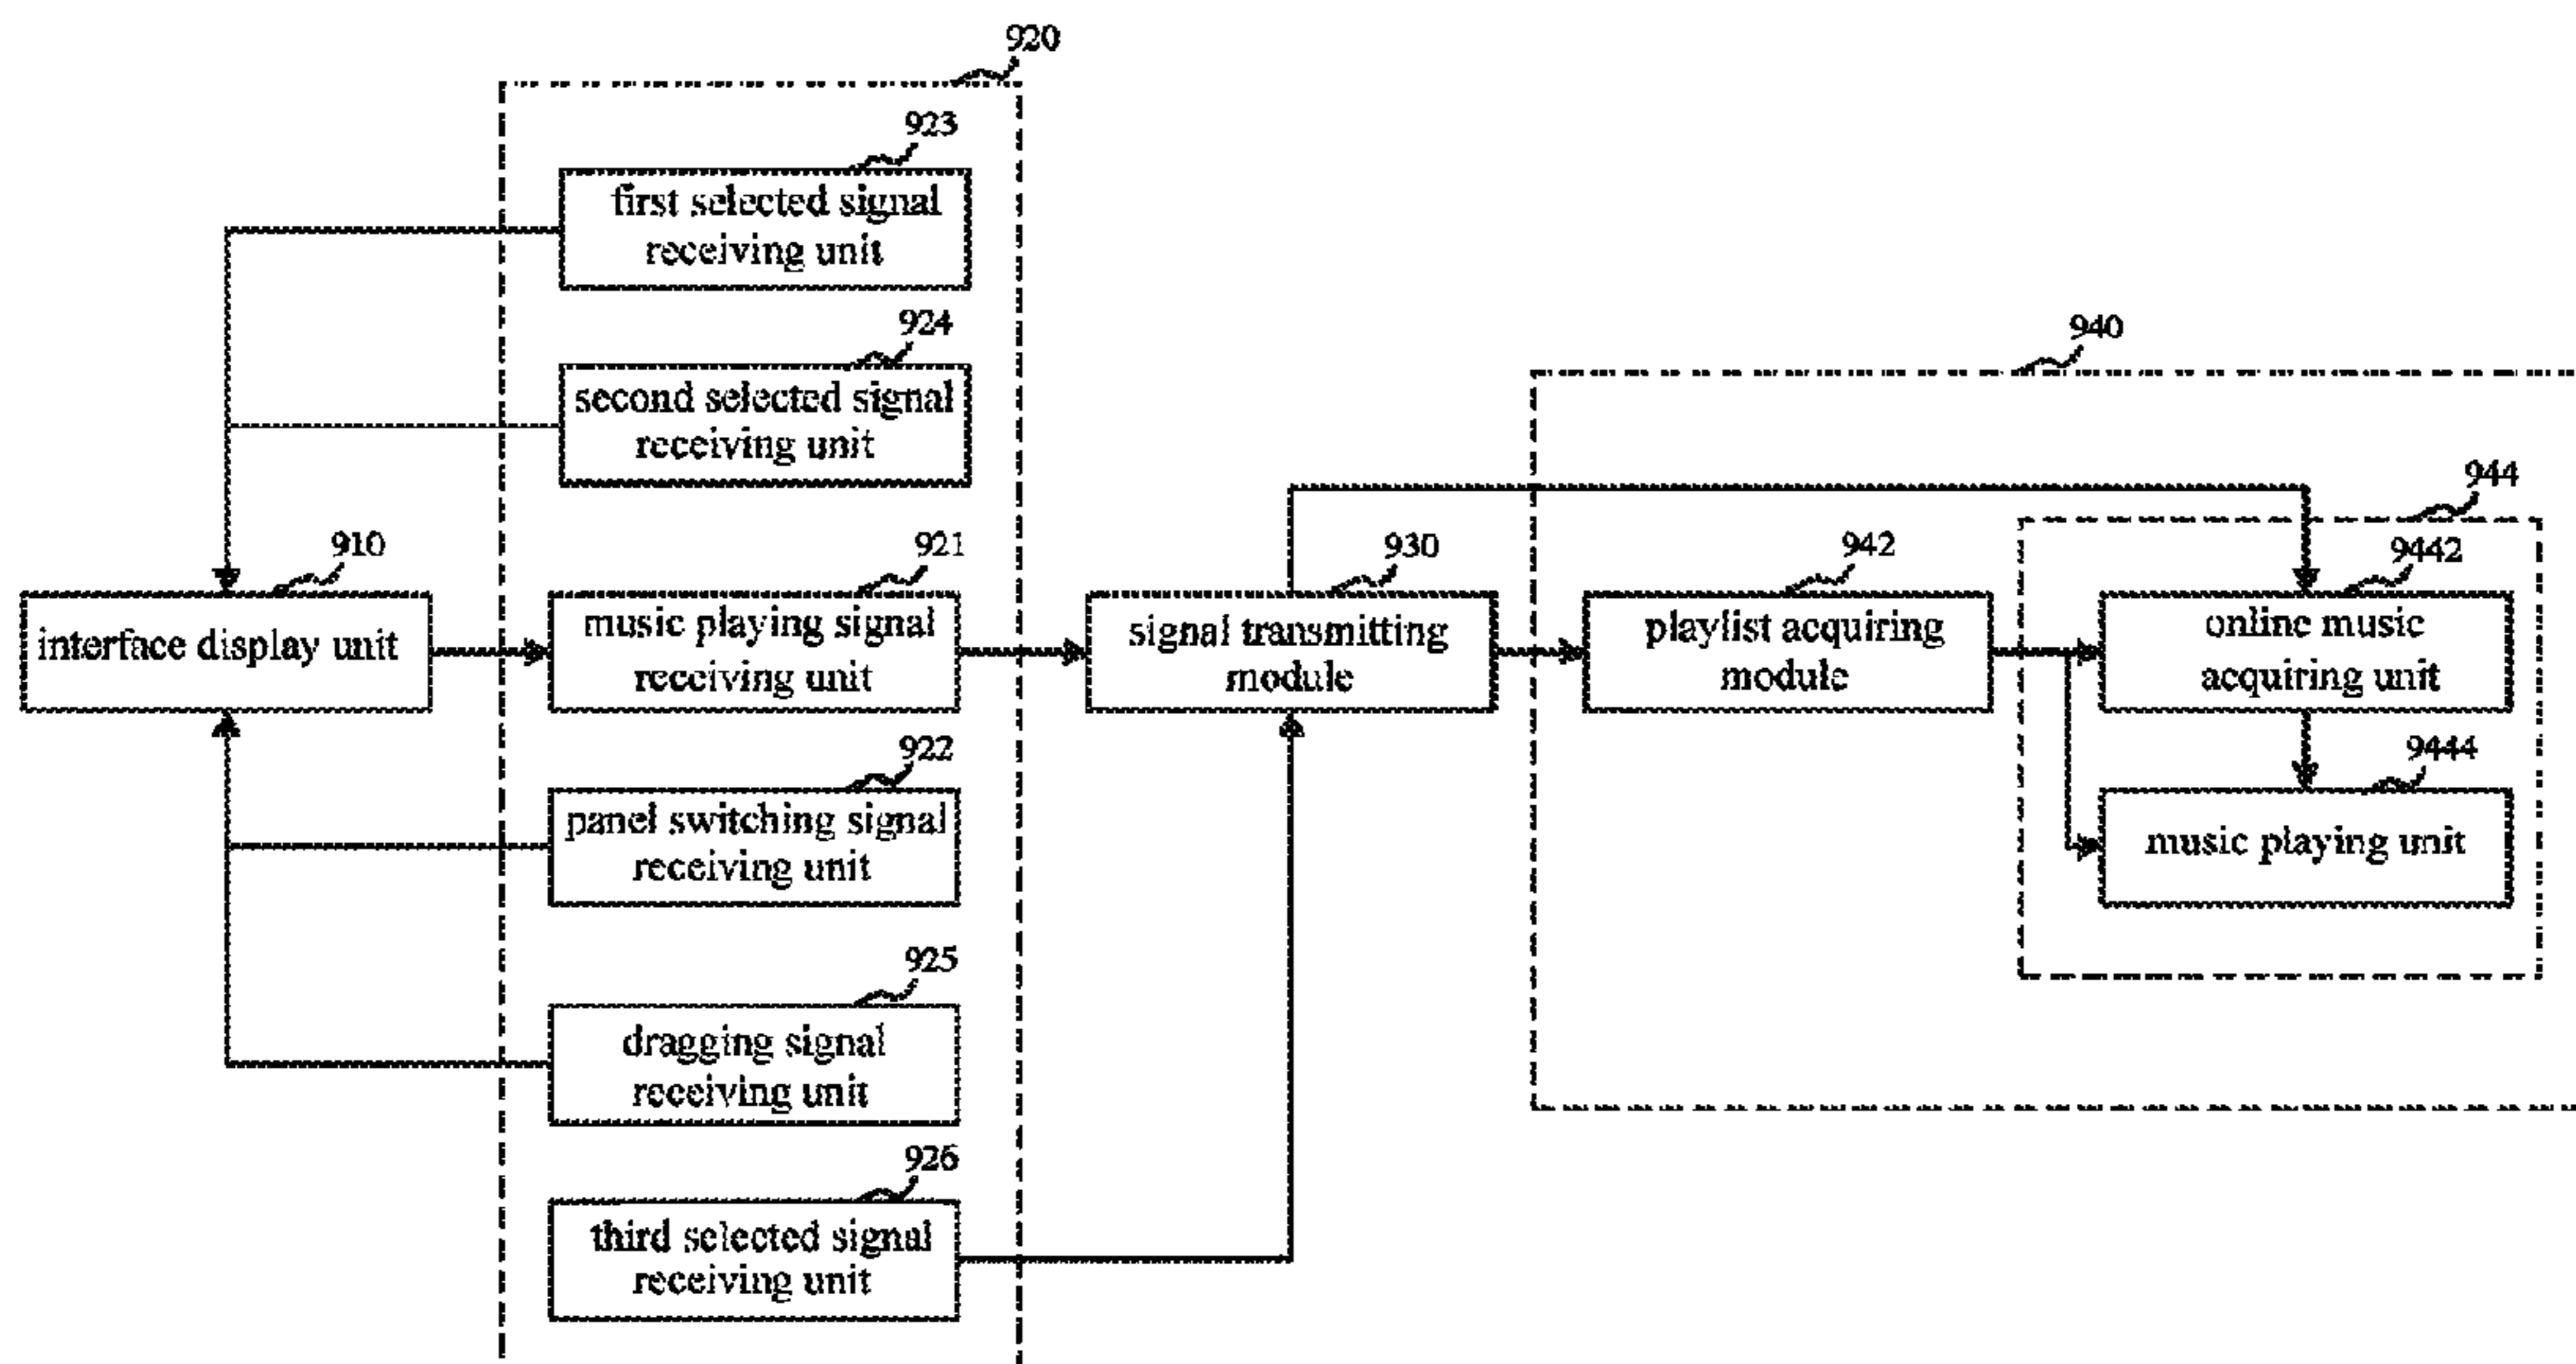 920
923
first selected signal
receiving unit
924
second selected signal
receiving unit
910
interface display unit
921
music playing signal
receiving unit
922
panel switching signal
receiving unit
925
dragging signal
receiving unit
926
third selected signal
receiving unit
930
signal transmitting
module
940
942
playlist acquiring
module
944
9442
online music
acquiring unit
9444
music playing unit